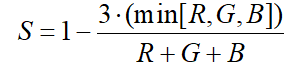 S = 1 - 3·(min[R,G,B]) / R+G+B